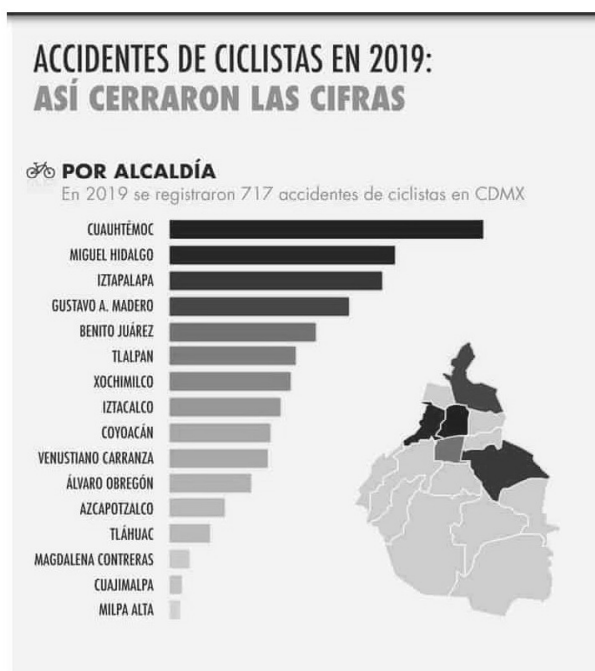 ACCIDENTES DE CICLISTAS EN 2019:
ASÍ CERRARON LAS CIFRAS
POR ALCALDÍA
En 2019 se registraron 717 accidentes de ciclistas en CDMX
CUAUHTÉMOC
MIGUEL HIDALGO
IZTAPALAPA
GUSTAVO A. MADERO
BENITO JUÁREZ
TLALPAN
XOCHIMILCO
IZTACALCO
COYOACÁN
VENUSTIANO CARRANZA
ÁLVARO OBREGÓN
AZCAPOTZALCO
TLÁHUAC
MAGDALENA CONTRERAS
CUAJIMALPA
MILPA ALTA